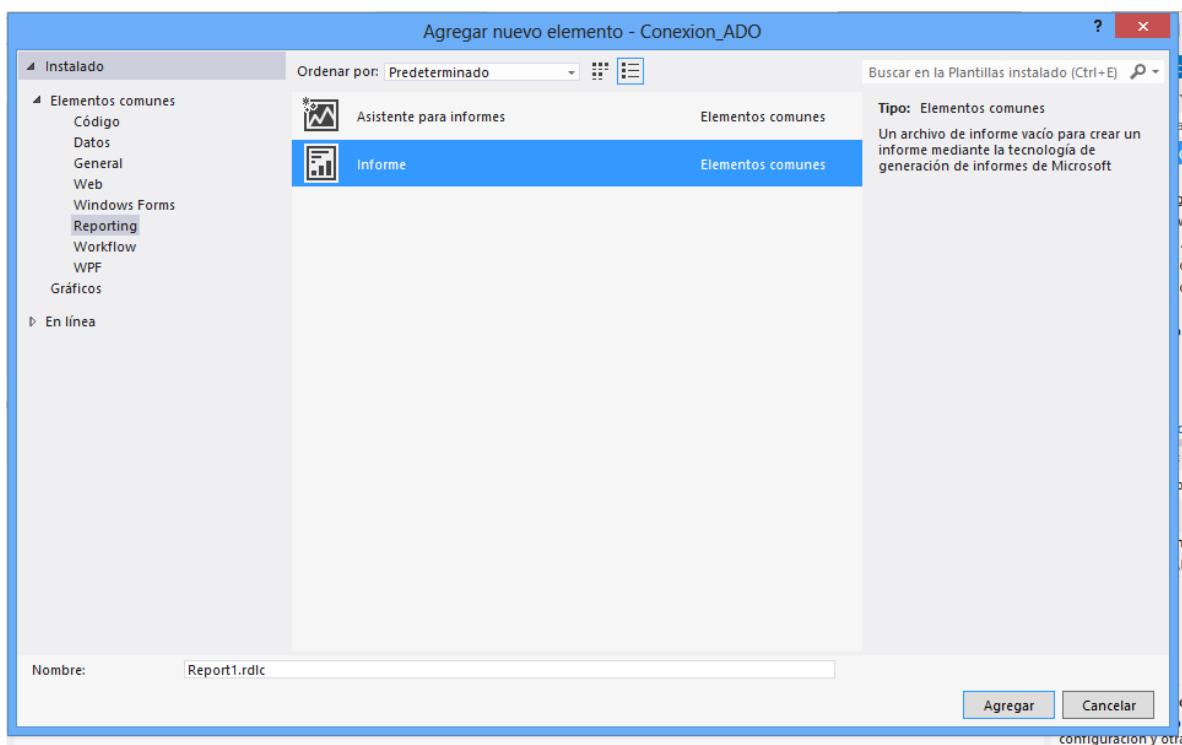 Agregar nuevo elemento - Conexion_ADO
?
Instalado
Elementos comunes
Código
Datos
General
Web
Windows Forms
Reporting
Workflow
WPF
Gráficos
En línea
Ordenar por: Predeterminado
Asistente para informes Elementos comunes
Informe Elementos comunes
Buscar en la Plantillas instalado (Ctrl+E)
Tipo: Elementos comunes
Un archivo de informe vacío para crear un
informe mediante la tecnología de
generación de informes de Microsoft
Nombre: Report1.rdlc
Agregar Cancelar
configuración y otra